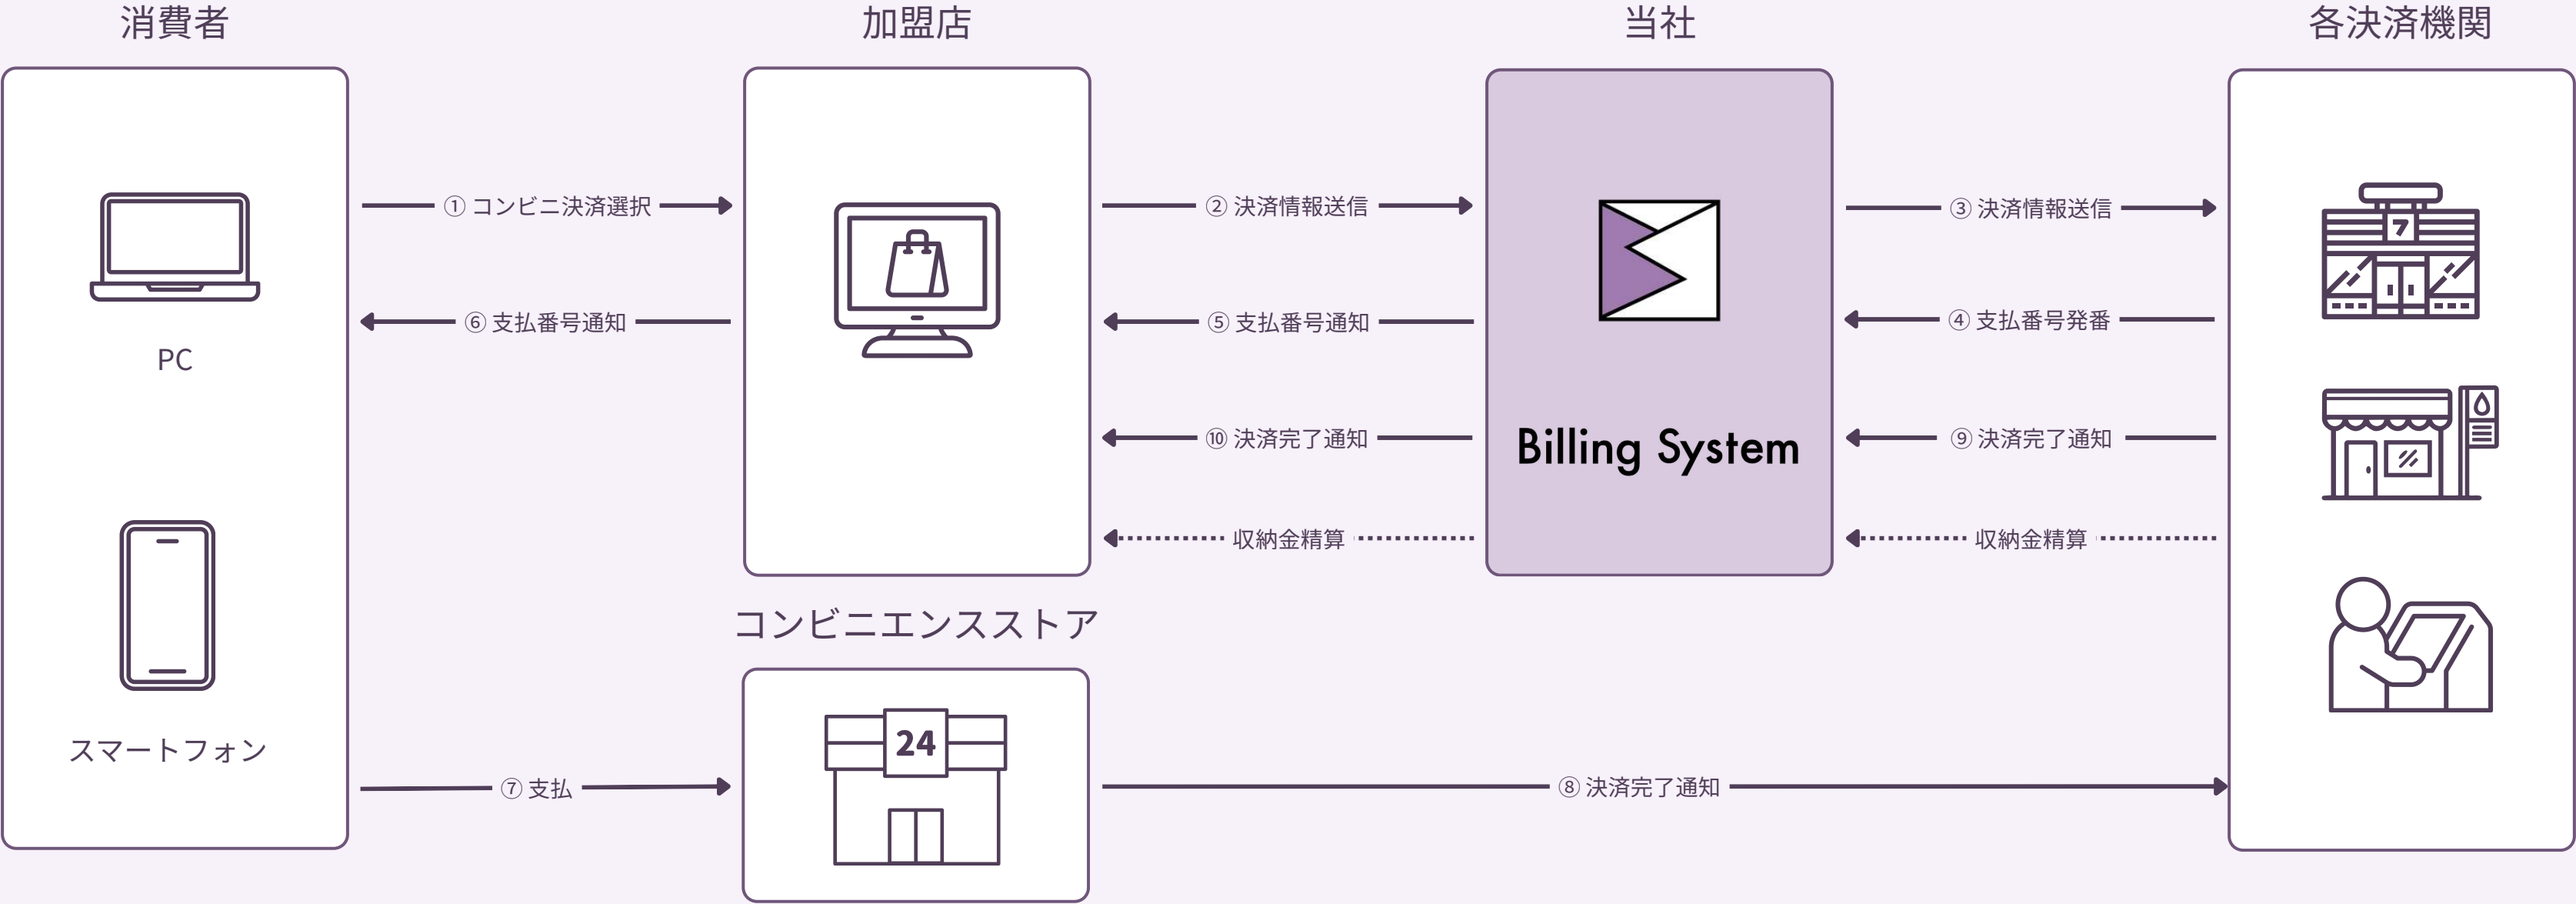 消費者
加盟店
当社
各決済機関
① コンビニ決済選択
② 決済情報送信
③ 決済情報送信
7
⑥ 支払番号通知
⑤ 支払番号通知
④ 支払番号発番
PC
⑩ 決済完了通知
Billing System
⑨ 決済完了通知
収納金精算
収納金精算
コンビニエンスストア
24
スマートフォン
⑦ 支払
⑧ 決済完了通知